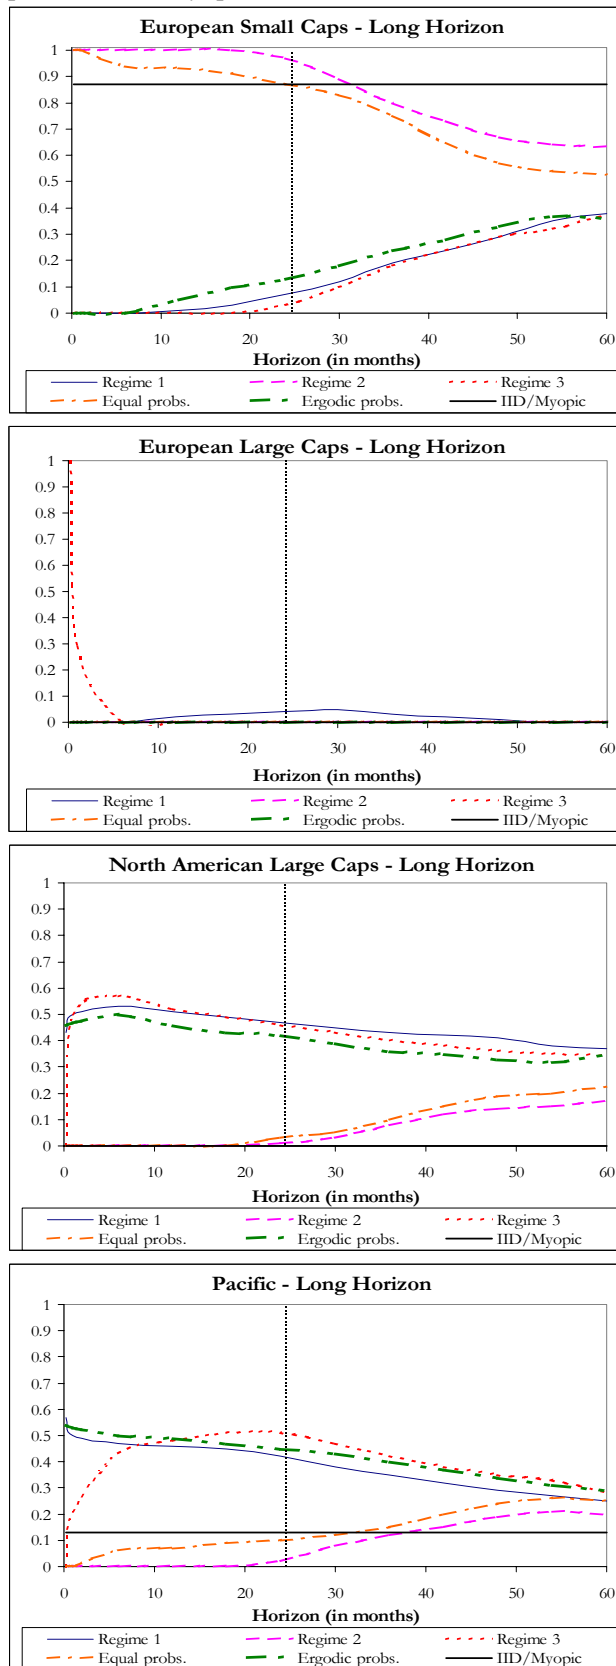 European Small Caps - Long Horizon
1
0.9
0.8
0.7
0.6
0.5
0.4
0.3
0.2
0.1
0
0 10 20 30 40 50 60
Horizon (in months)
Regime 1 Regime 2 Regime 3
Equal probs. Ergodic probs. IID/Myopic
European Large Caps - Long Horizon
1
0.9
0.8
0.7
0.6
0.5
0.4
0.3
0.2
0.1
0
0 10 20 30 40 50 60
Horizon (in months)
Regime 1 Regime 2 Regime 3
Equal probs. Ergodic probs. IID/Myopic
North American Large Caps - Long Horizon
1
0.9
0.8
0.7
0.6
0.5
0.4
0.3
0.2
0.1
0
0 10 20 30 40 50 60
Horizon (in months)
Regime 1 Regime 2 Regime 3
Equal probs. Ergodic probs. IID/Myopic
Pacific - Long Horizon
1
0.9
0.8
0.7
0.6
0.5
0.4
0.3
0.2
0.1
0
0 10 20 30 40 50 60
Horizon (in months)
Regime 1 Regime 2 Regime 3
Equal probs. Ergodic probs. IID/Myopic